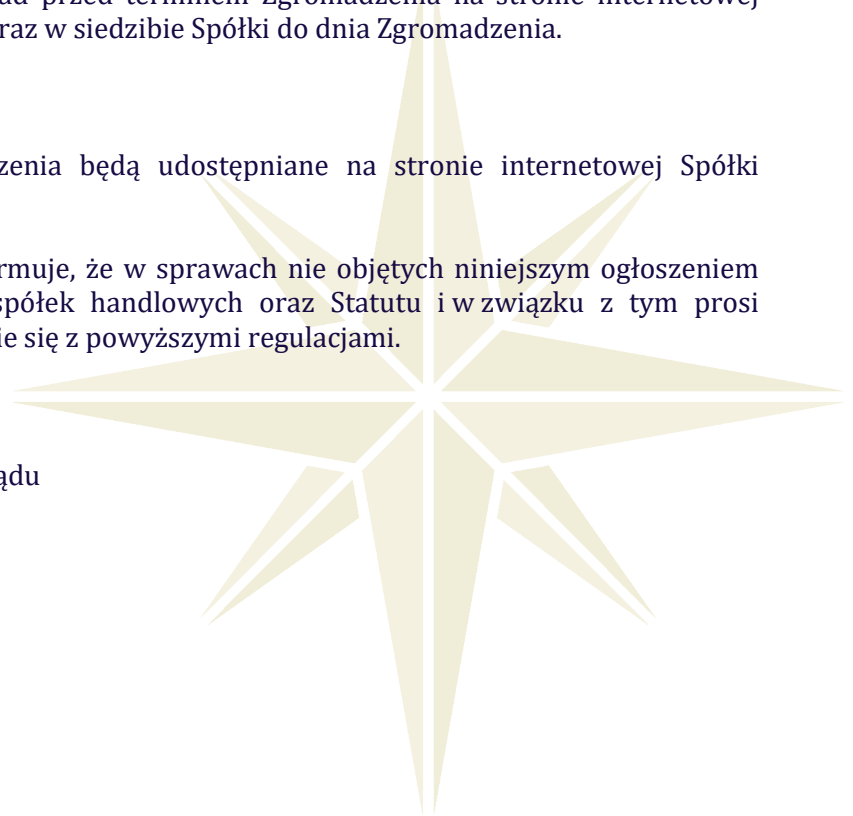 przed terminem Zgromadzenia na stronie internetowej
raz w siedzibie Spółki do dnia Zgromadzenia.
zenia będą udostępniane na stronie internetowej Spółki
rmuje, że w sprawach nie objętych niniejszym ogłoszeniem
spółek handlowych oraz Statutu i w związku z tym prosi
ie się z powyższymi regulacjami.
ądu